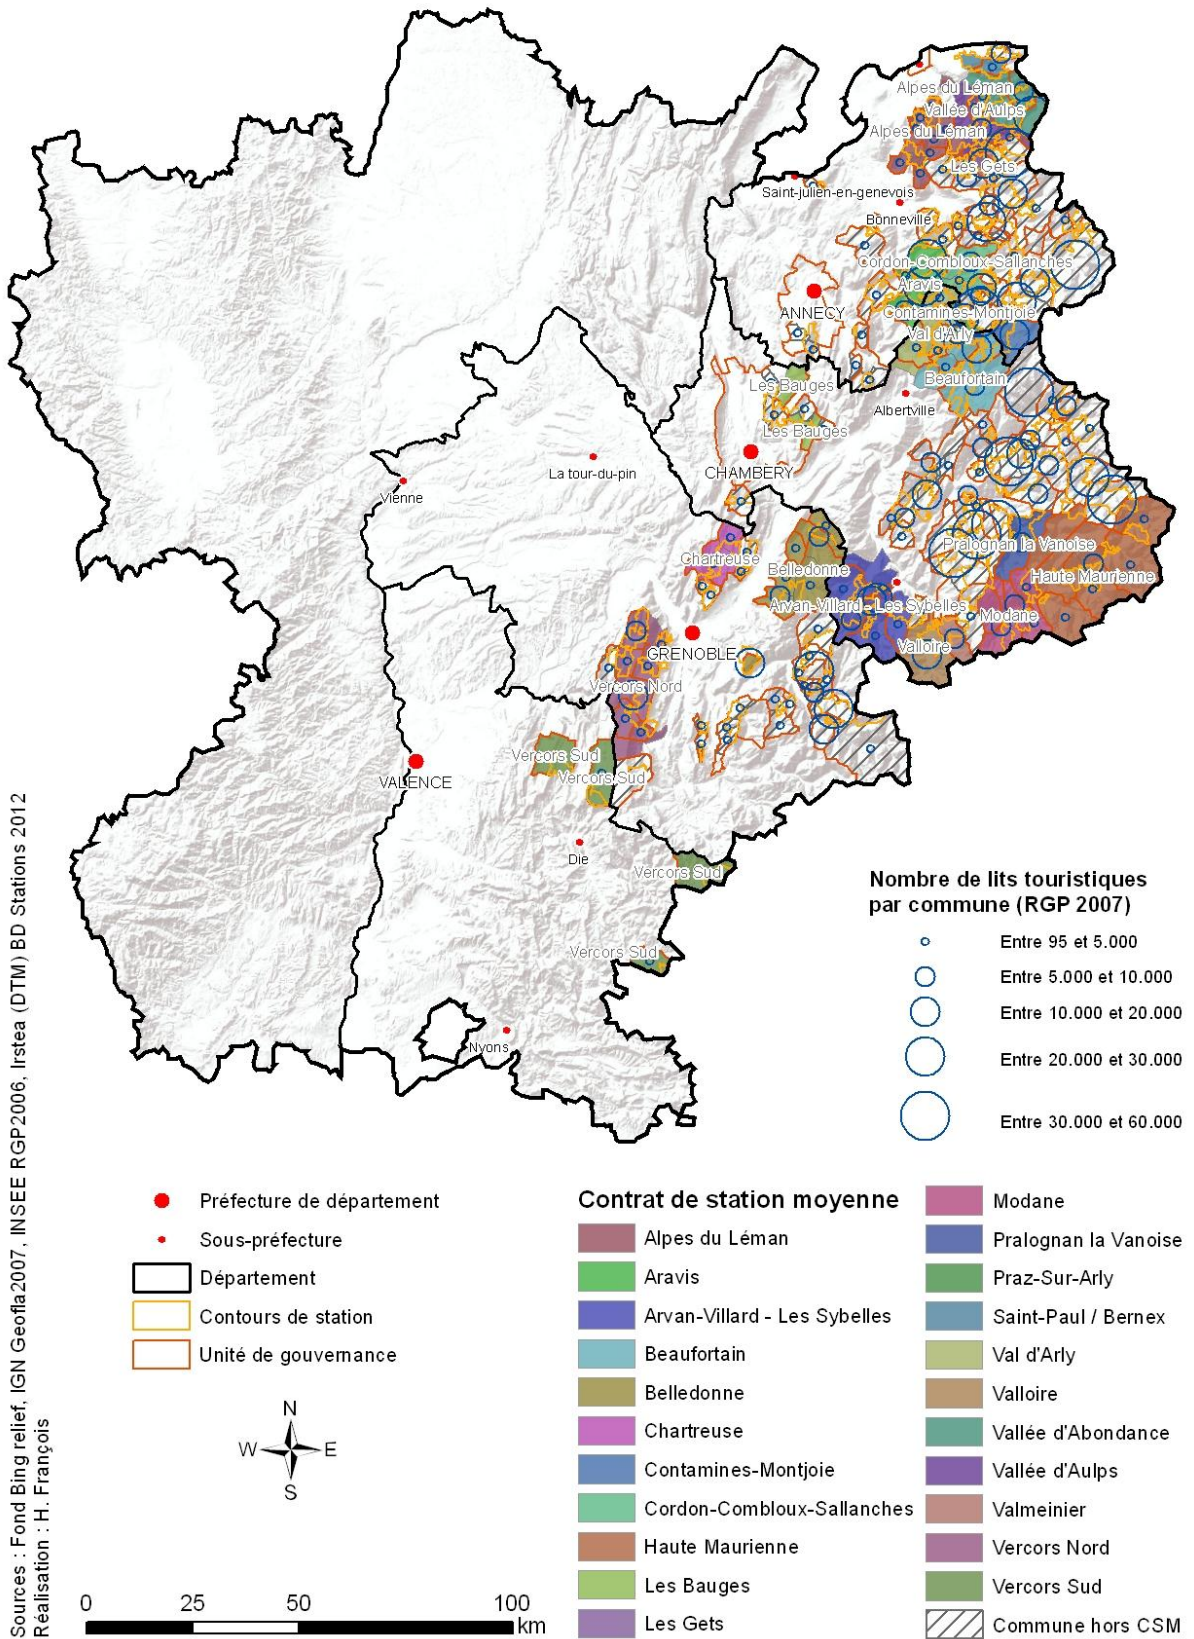 Alpes du Léman
Vallée d'Aulps
Alpes du Léman
Les Gets
Saint-julien-en-genevois
Bonneville
Cordon-Combloux-Sallanches
Aravis
ANNECY
Contamines-Montjoie
Val d'Arly
Les Bauges
Beaufortain
Albertville
Les Bauges
CHAMBÈRY
La tour-du-pin
Vienne
Pralognan la Vanoise
Chartreuse
Belledonne
Haute Maurienne
Arvan-Villard - Les Sybelles
Modane
GRENOBLE
Valloire
Vercors Nord
Vercors Sud
Vercors Sud
VALENCE
Die
Vercors Sud
Vercors Sud
Nyons
Nombre de lits touristiques
par commune (RGP 2007)
Entre 95 et 5.000
Entre 5.000 et 10.000
Entre 10.000 et 20.000
Entre 20.000 et 30.000
Entre 30.000 et 60.000
Préfecture de département
Sous-préfecture
Département
Contours de station
Unité de gouvernance
N
W
E
S
0 25 50 100
km
Contrat de station moyenne
Alpes du Léman
Aravis
Arvan-Villard - Les Sybelles
Beaufortain
Belledonne
Chartreuse
Contamines-Montjoie
Cordon-Combloux-Sallanches
Haute Maurienne
Les Bauges
Les Gets
Modane
Pralognan la Vanoise
Praz-Sur-Arly
Saint-Paul / Bernex
Val d'Arly
Valloire
Vallée d'Abondance
Vallée d'Aulps
Valmeinier
Vercors Nord
Vercors Sud
Commune hors CSM
Sources : Fond Bing relief, IGN Geofla2007, INSEE RGP2006, Irstea (DTM) BD Stations 2012
Réalisation : H. François